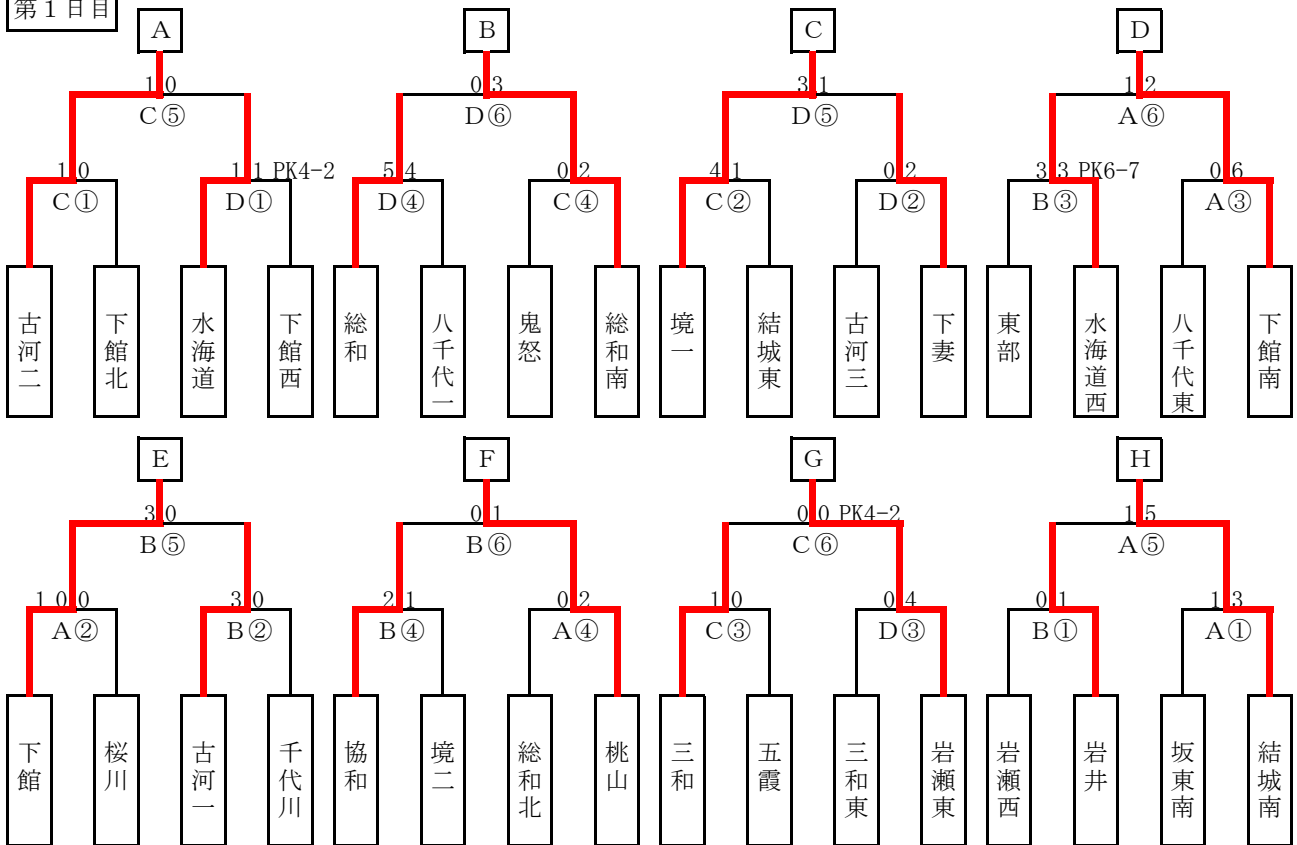 第1日目
A B C D
1 0 0 3 3 1 1 2
C⑤ D⑥ D⑤ A⑥
1 0 1 1 PK4-2 5 4 0 2 4 1 0 2 3 3 PK6-7 0 6
C① D① D④ C④ C② D② B③ A③
古河二 下館北 水海道 下館西 総和 八千代一 鬼怒 総和南 境一 結城東 古河三 下妻 東部 水海道西 八千代東 下館南
E F G H
3 0 0 1 0 0 PK4-2 1 5
B⑤ B⑥ C⑥ A⑤
10 0 3 0 2 1 0 2 1 0 0 4 0 1 1 3
A② B② B④ A④ C③ D③ B① A①
下館 桜川 古河一 千代川 協和 境二 総和北 桃山 三和 五霞 三和東 岩瀬東 岩瀬西 岩井 坂東南 結城南